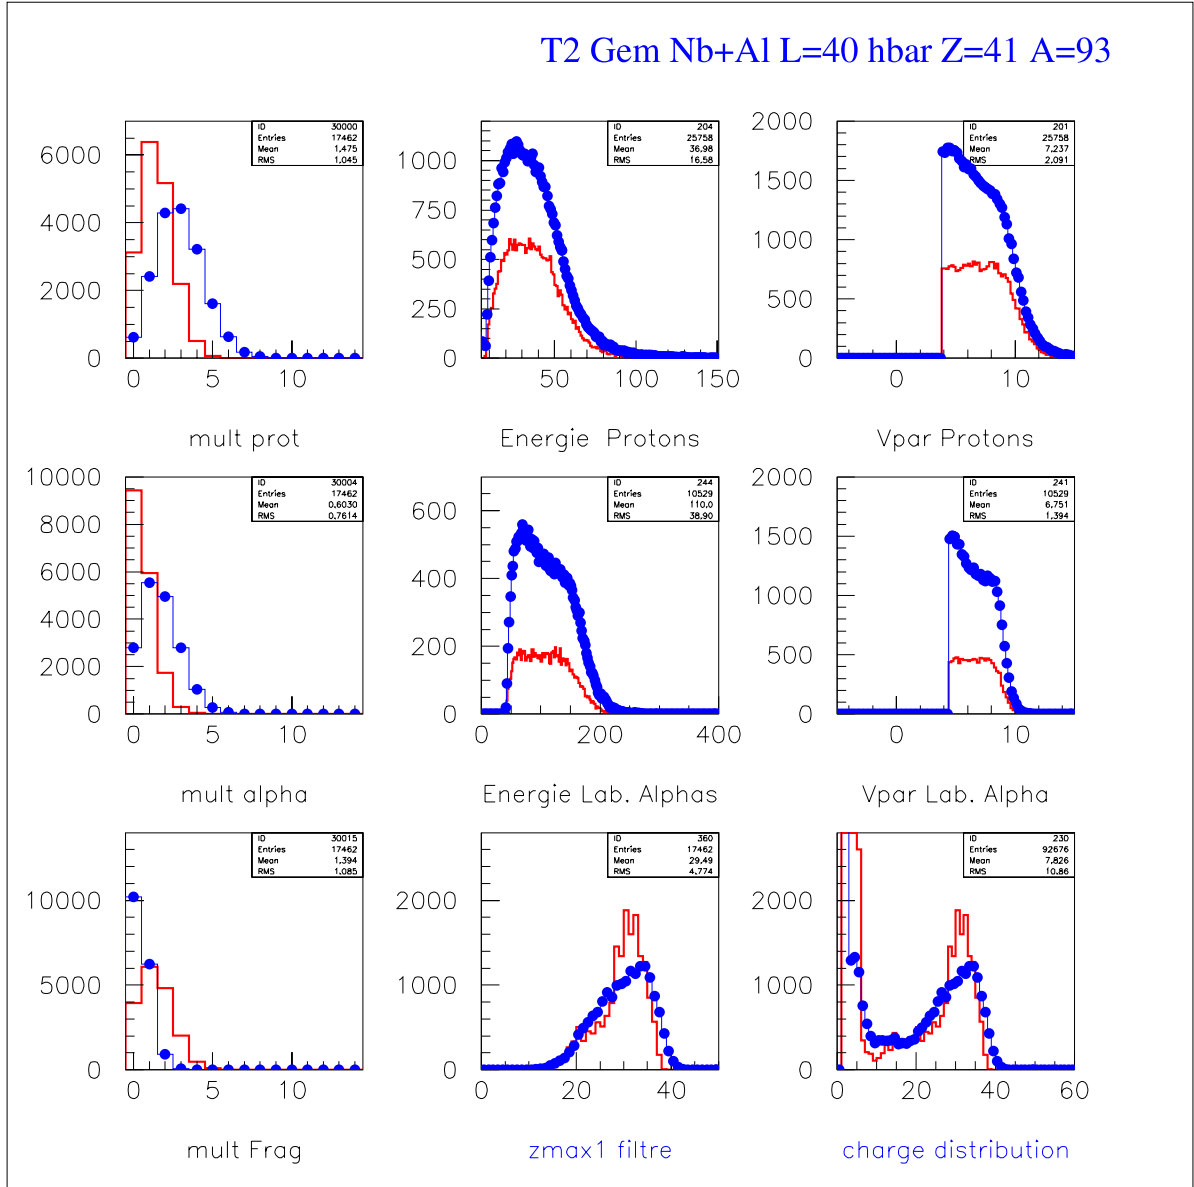 T2 Gem Nb+Al L=40 hbar Z=41 A=93
ID 30000
Entries 17462
Mean 1.475
RMS 1.045
6000
4000
2000
0
0 5 10
mult prot
ID 204
Entries 25758
Mean 36.98
RMS 16.58
1000
750
500
250
0
50 100 150
Energie Protons
ID 201
Entries 25758
Mean 7.237
RMS 2.091
2000
1500
1000
500
0
0 10
Vpar Protons
ID 30004
Entries 17462
Mean 0.6030
RMS 0.7614
10000
8000
6000
4000
2000
0
0 5 10
mult alpha
ID 244
Entries 10529
Mean 110.0
RMS 38.90
600
400
200
0
0 200 400
Energie Lab. Alphas
ID 241
Entries 10529
Mean 6.751
RMS 1.394
2000
1500
1000
500
0
0 10
Vpar Lab. Alpha
ID 30015
Entries 17462
Mean 1.394
RMS 1.085
10000
5000
0
0 5 10
mult Frag
ID 360
Entries 17462
Mean 29.49
RMS 4.774
2000
1000
0
0 20 40
zmax1 filtre
ID 230
Entries 92676
Mean 7.826
RMS 10.86
2000
1000
0
0 20 40 60
charge distribution